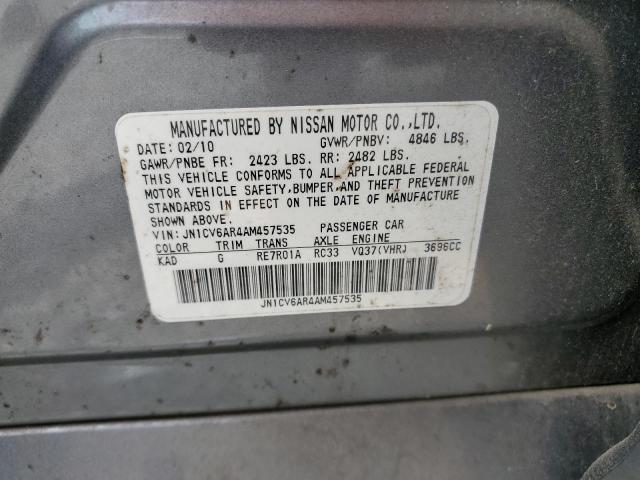 MANUFACTURED BY NISSAN MOTOR CO.,LTD.
DATE: 02/10 GVWR/PNBV: 4846 LBS.
GAWR/PNBE FR: 2423 LBS. RR: 2482 LBS.
THIS VEHICLE CONFORMS TO ALL APPLICABLE FEDERAL
MOTOR VEHICLE SAFETY,BUMPER,AND THEFT PREVENTION
STANDARDS IN EFFECT ON THE DATE OF MANUFACTURE
SHOWN ABOVE.
VIN: JN1CV6AR4AM457535 PASSENGER CAR
COLOR TRIM TRANS AXLE ENGINE
KAD G RE7R01A RC33 VQ37(VHR) 3696CC
JN1CV6AR4AM457535